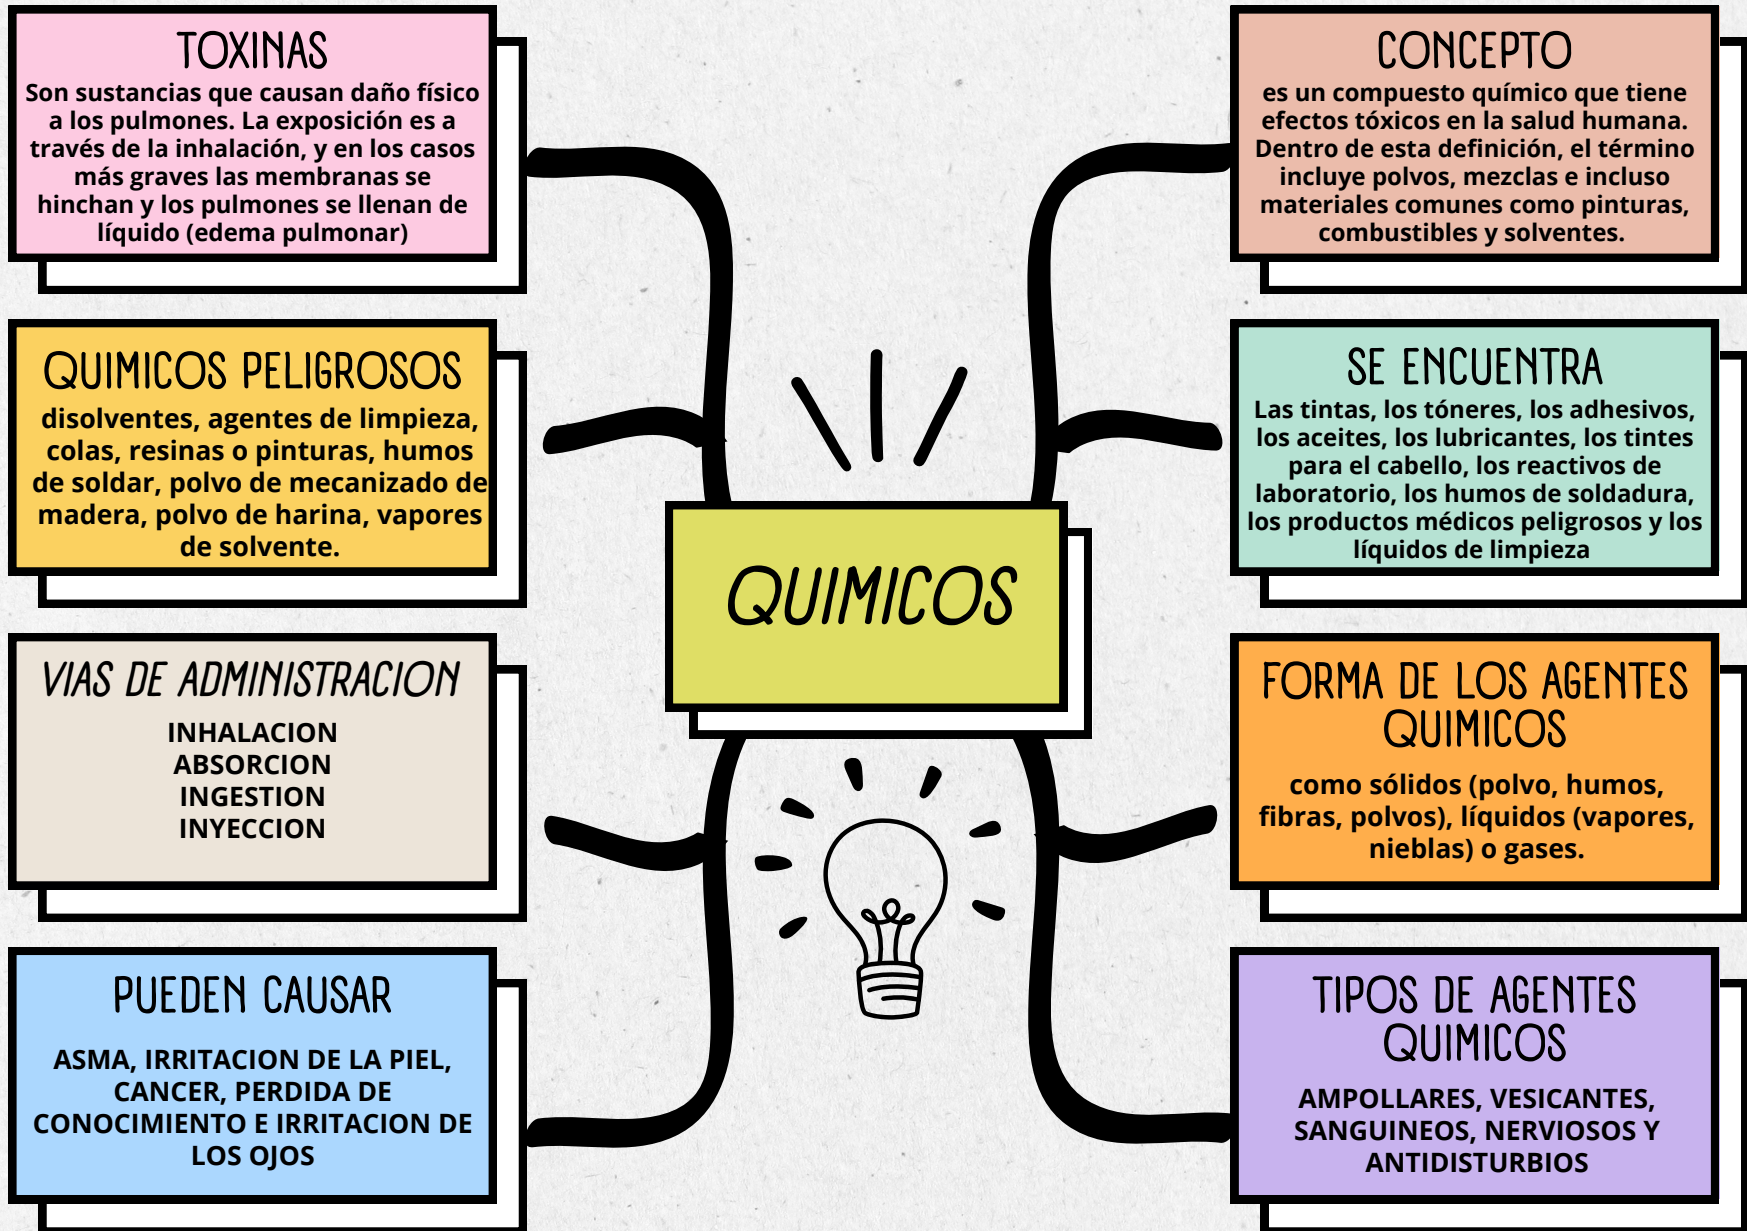 TOXINAS
Son sustancias que causan daño físico
a los pulmones. La exposición es a
través de la inhalación, y en los casos
más graves las membranas se
hinchan y los pulmones se llenan de
líquido (edema pulmonar)
QUIMICOS PELIGROSOS
disolventes, agentes de limpieza,
colas, resinas o pinturas, humos
de soldar, polvo de mecanizado de
madera, polvo de harina, vapores
de solvente.
VIAS DE ADMINISTRACION
INHALACION
ABSORCION
INGESTION
INYECCION
PUEDEN CAUSAR
ASMA, IRRITACION DE LA PIEL,
CANCER, PERDIDA DE
CONOCIMIENTO E IRRITACION DE
LOS OJOS
QUIMICOS
CONCEPTO
es un compuesto químico que tiene
efectos tóxicos en la salud humana.
Dentro de esta definición, el término
incluye polvos, mezclas e incluso
materiales comunes como pinturas,
combustibles y solventes.
SE ENCUENTRA
Las tintas, los tóneres, los adhesivos,
los aceites, los lubricantes, los tintes
para el cabello, los reactivos de
laboratorio, los humos de soldadura,
los productos médicos peligrosos y los
líquidos de limpieza
FORMA DE LOS AGENTES
QUIMICOS
como sólidos (polvo, humos,
fibras, polvos), líquidos (vapores,
nieblas) o gases.
TIPOS DE AGENTES
QUIMICOS
AMPOLLARES, VESICANTES,
SANGUINEOS, NERVIOSOS Y
ANTIDISTURBIOS